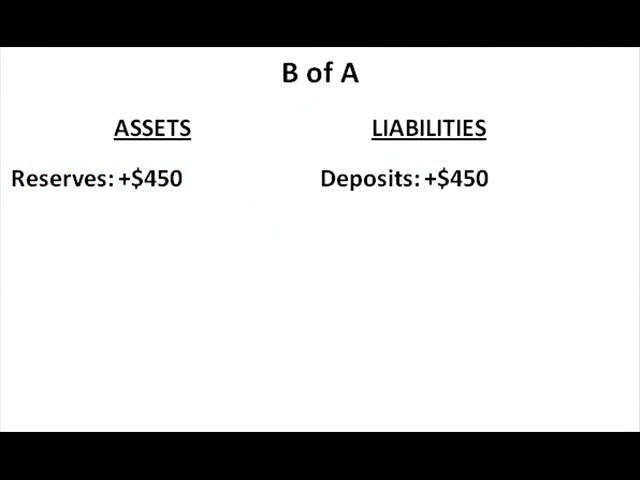 B of A
ASSETS LIABILITIES
Reserves: +$450 Deposits: +$450